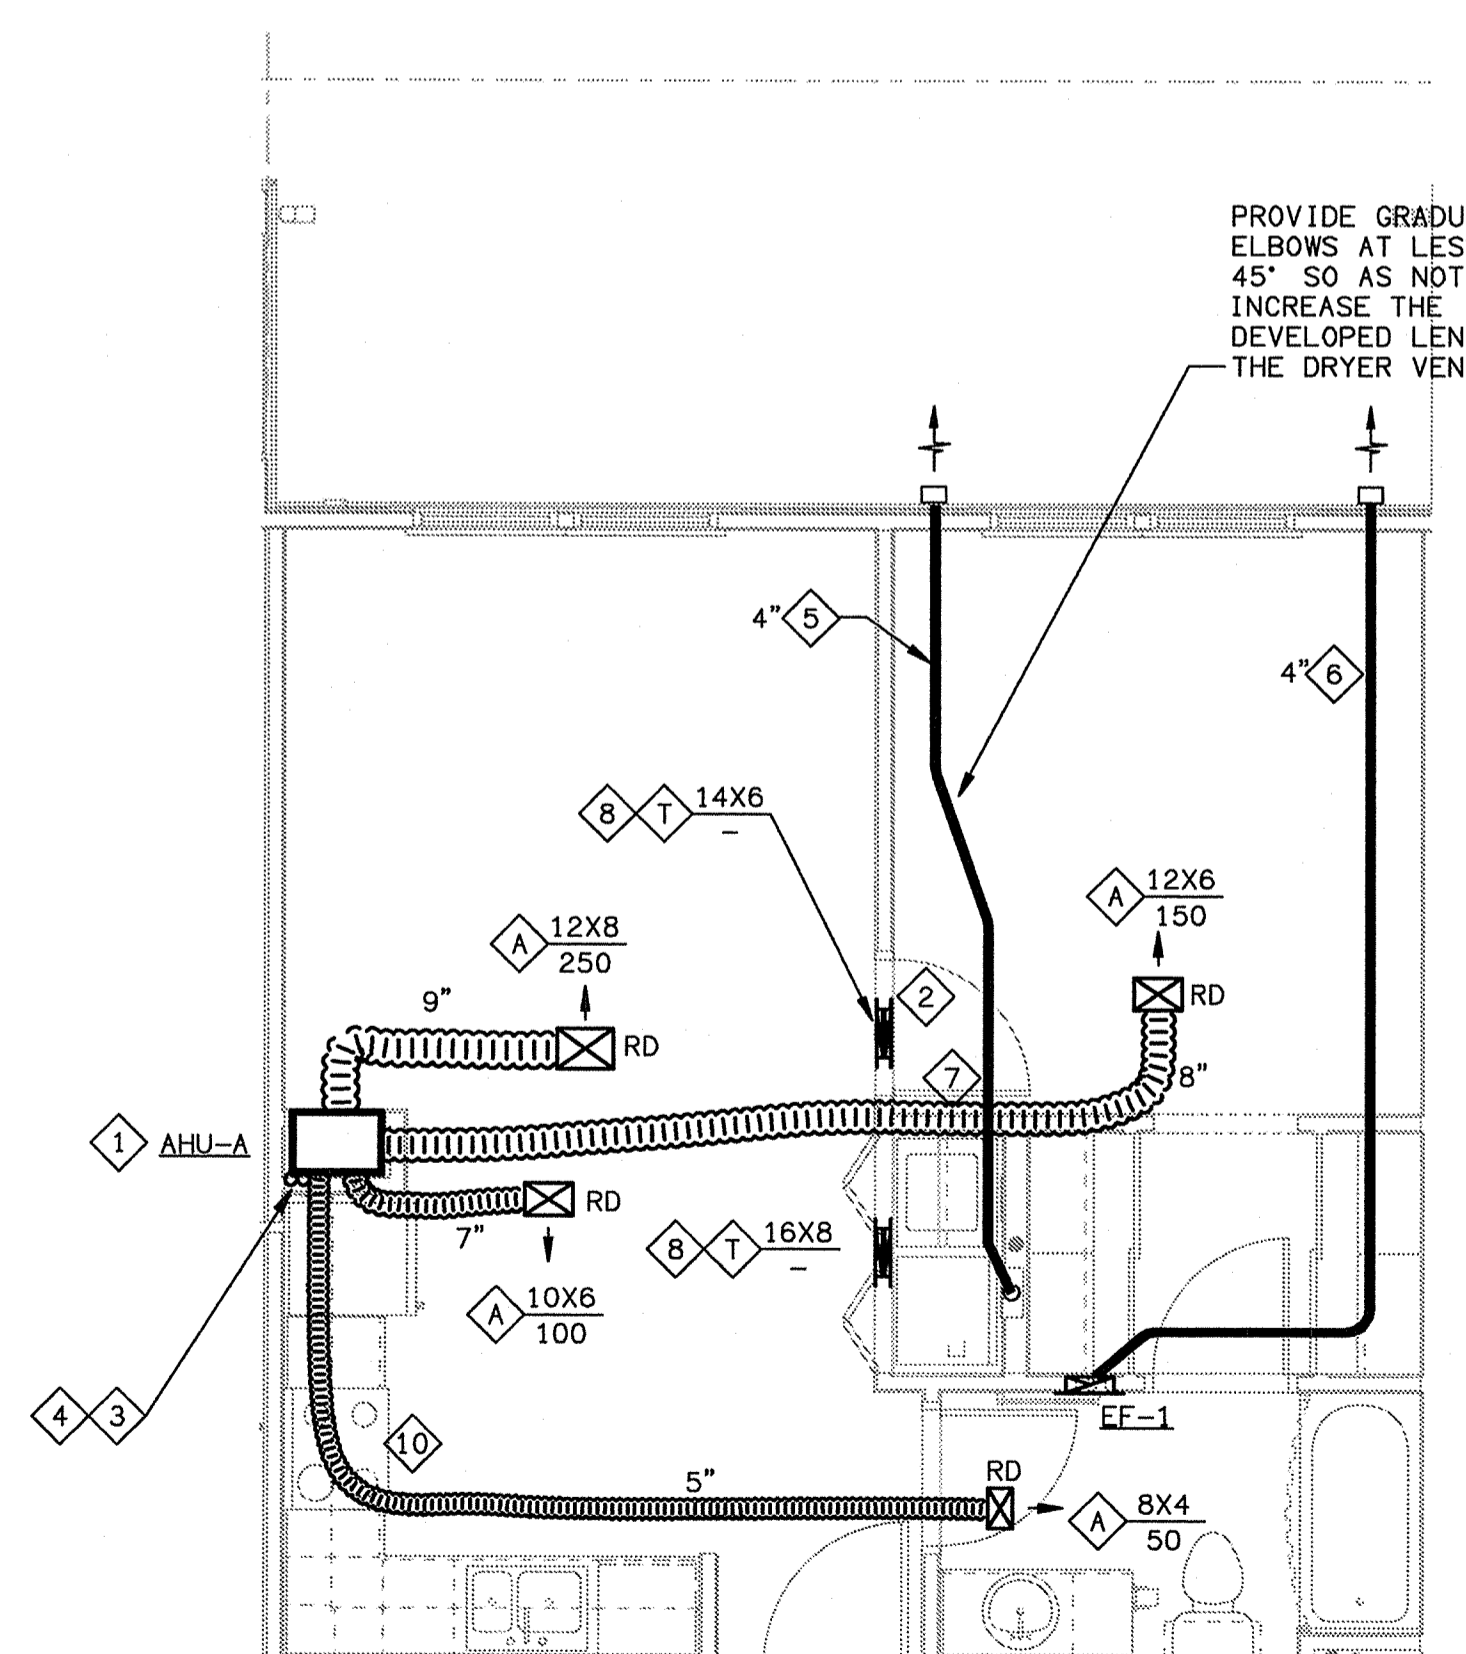 PROVIDE GRADU
ELBOWS AT LES
45° SO AS NOT
INCREASE THE
DEVELOPED LEN
THE DRYER VEN
4" 5
4" 6
8 T 14X6
–
A 12X6
150
A 12X8
250
2
RD
9"
RD
7
8"
1 AHU-A
RD
7"
8 T 16X8
–
A 10X6
100
4 3
EF-1
10
5"
RD
A 8X4
50